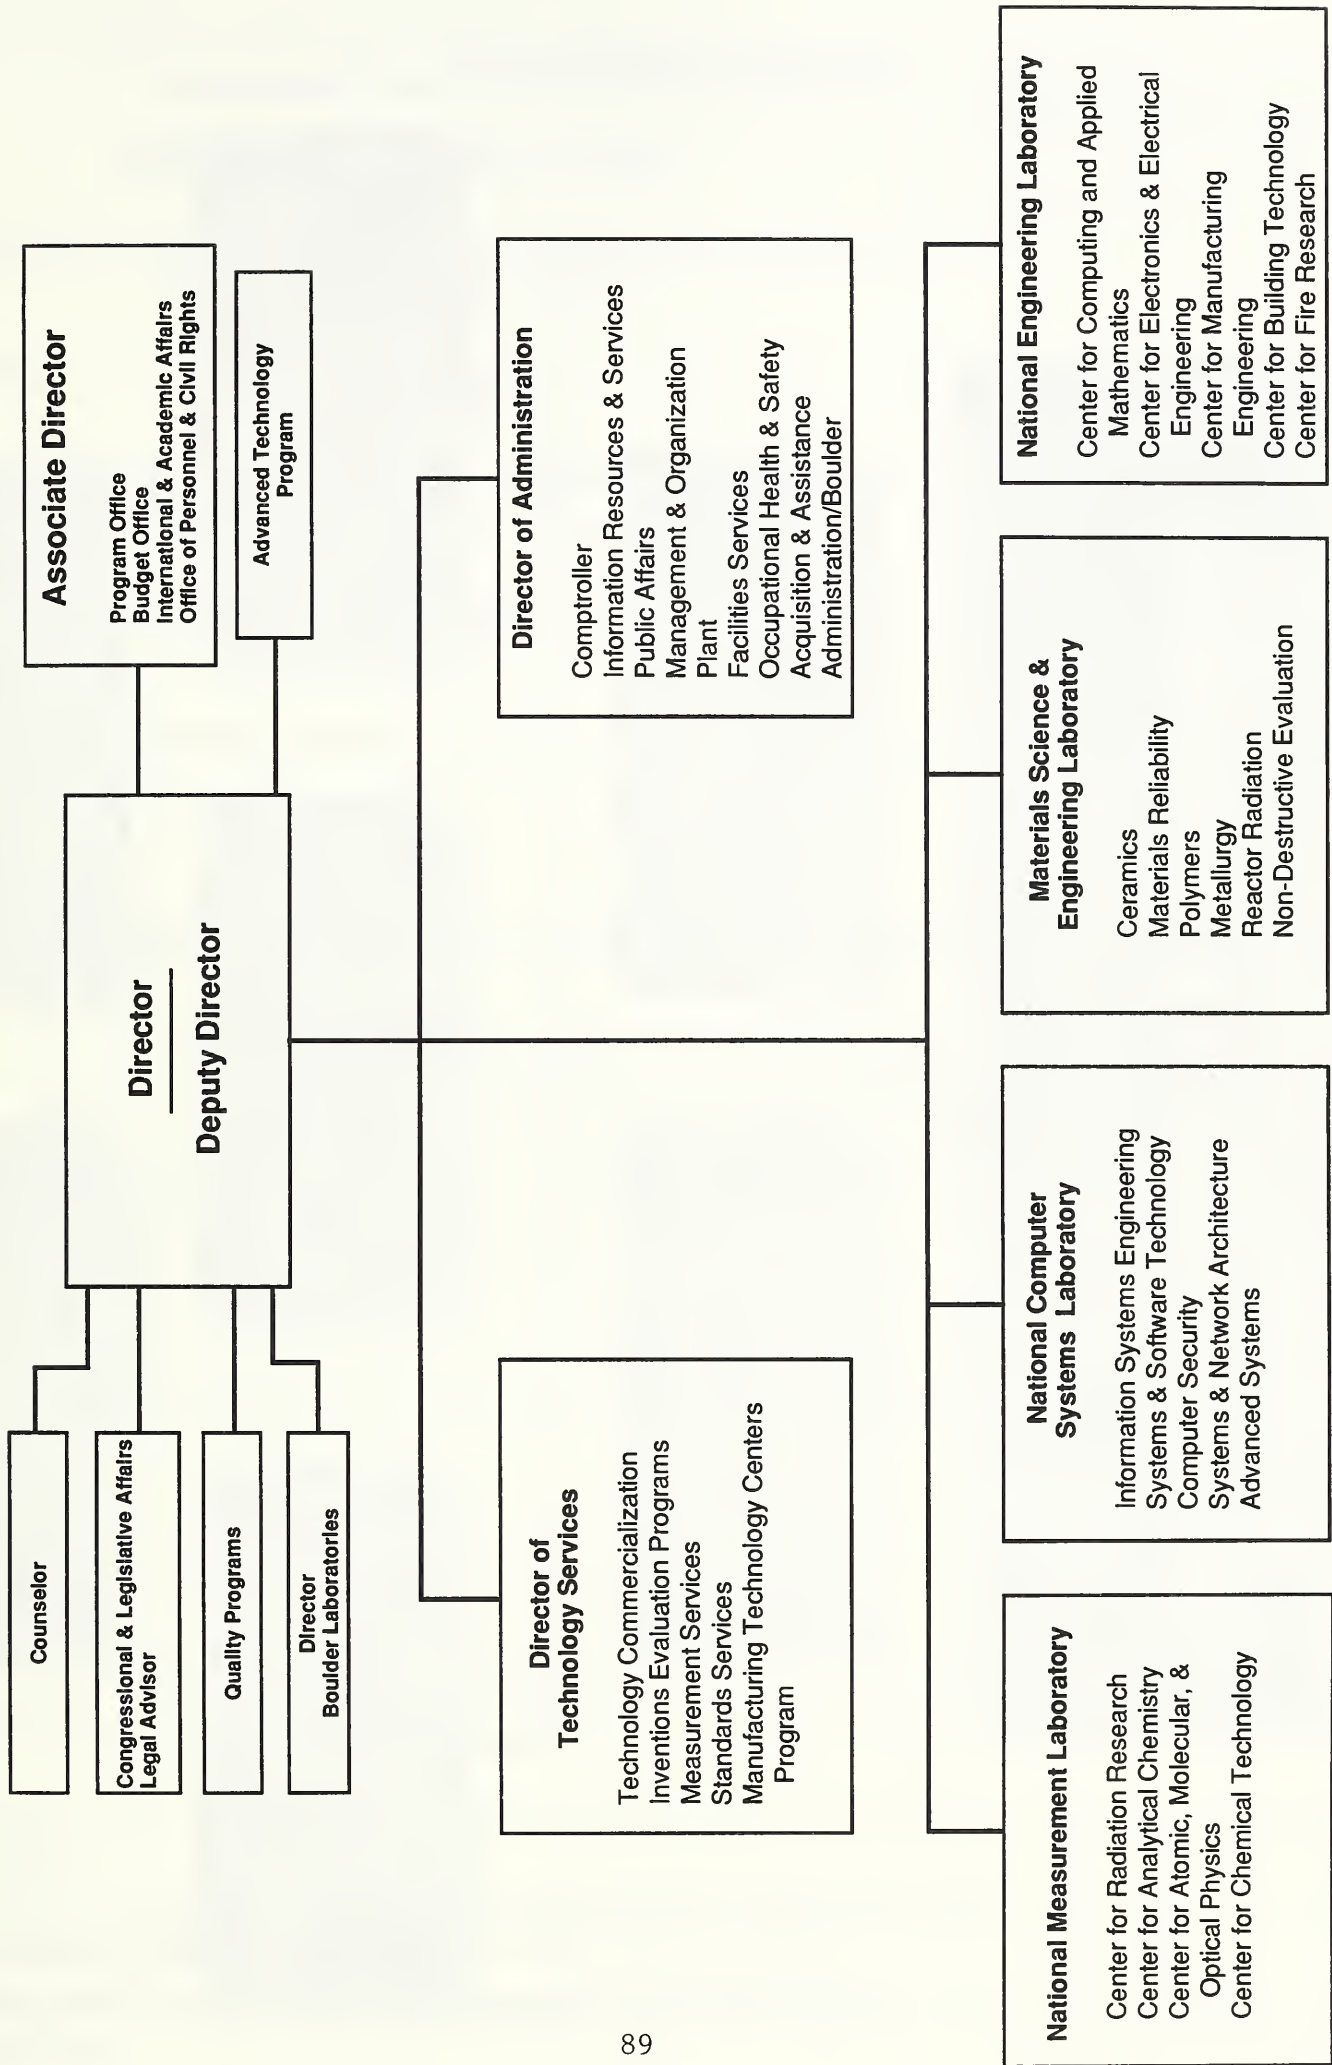 Counselor
Congressional & Legislative Affairs
Legal Advisor
Quality Programs
Director
Boulder Laboratories
Director
Deputy Director
Associate Director
Program Office
Budget Office
International & Academic Affairs
Office of Personnel & Civil Rights
Advanced Technology
Program
Director of
Technology Services
Technology Commercialization
Inventions Evaluation Programs
Measurement Services
Standards Services
Manufacturing Technology Centers
Program
Director of Administration
Comptroller
Information Resources & Services
Public Affairs
Management & Organization
Plant
Facilities Services
Occupational Health & Safety
Acquisition & Assistance
Administration/Boulder
National Measurement Laboratory
Center for Radiation Research
Center for Analytical Chemistry
Center for Atomic, Molecular, &
Optical Physics
Center for Chemical Technology
National Computer
Systems Laboratory
Information Systems Engineering
Systems & Software Technology
Computer Security
Systems & Network Architecture
Advanced Systems
Materials Science &
Engineering Laboratory
Ceramics
Materials Reliability
Polymers
Metallurgy
Reactor Radiation
Non-Destructive Evaluation
National Engineering Laboratory
Center for Computing and Applied
Mathematics
Center for Electronics & Electrical
Engineering
Center for Manufacturing
Engineering
Center for Building Technology
Center for Fire Research
89